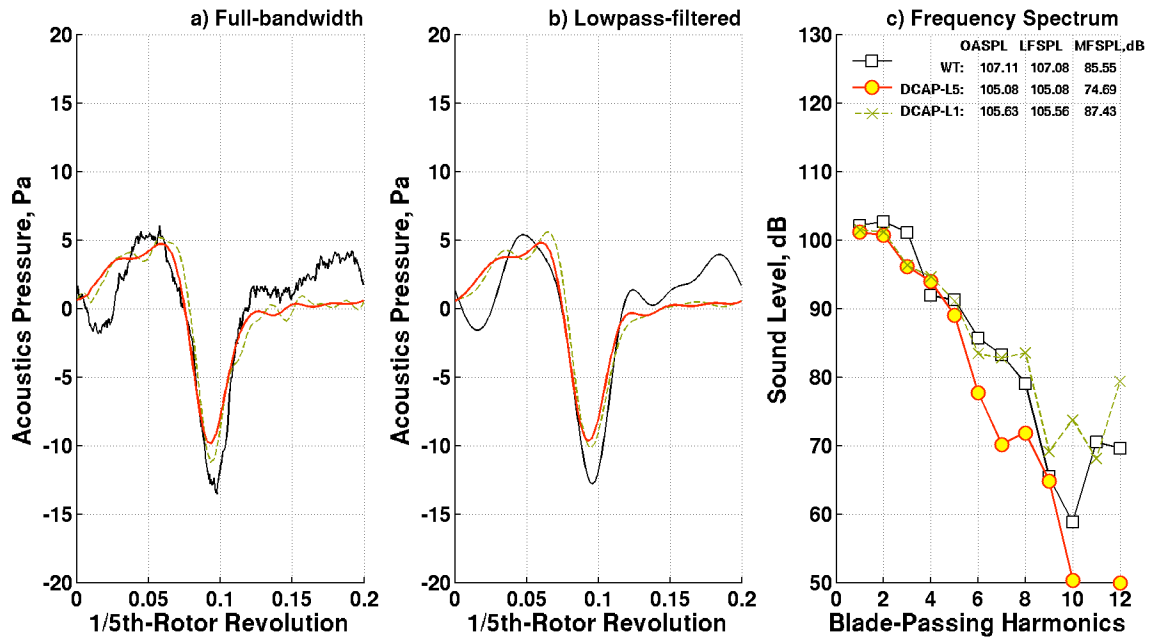 a) Full-bandwidth
20
15
10
5
0
-5
-10
-15
-20
Acoustics Pressure, Pa
0 0.05 0.1 0.15 0.2
1/5th-Rotor Revolution
b) Lowpass-filtered
20
15
10
5
0
-5
-10
-15
-20
Acoustics Pressure, Pa
0 0.05 0.1 0.15 0.2
1/5th-Rotor Revolution
c) Frequency Spectrum
130
120
110
100
90
80
70
60
50
Sound Level, dB
OASPL LFSPL MFSPL,dB
WT: 107.11 107.08 85.55
DCAP-L5: 105.08 105.08 74.69
DCAP-L1: 105.63 105.56 87.43
0 2 4 6 8 10 12
Blade-Passing Harmonics